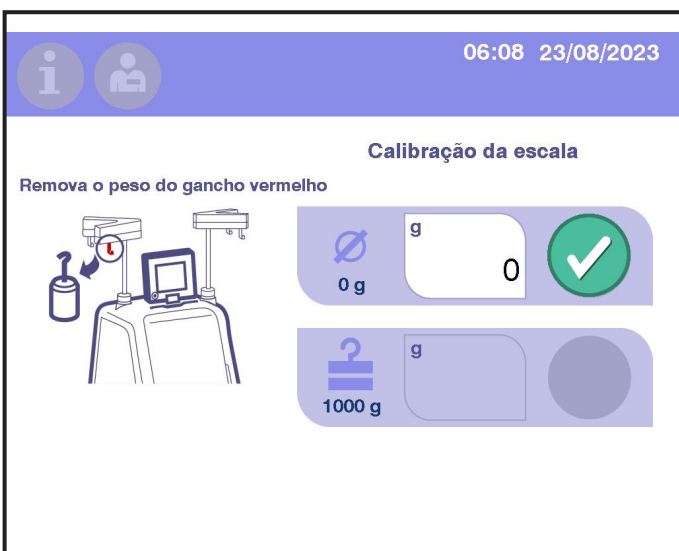 06:08 23/08/2023
Calibração da escala
Remova o peso do gancho vermelho
g
0
0 g
g
1000 g